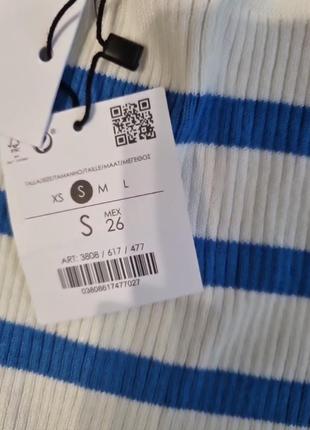 TALLA/SIZE/TAMANHO/TAILLE/MAAT/ΜΕΓΕΘΟΣ
XS S M L
S MEX 26
ART: 3808 / 617 / 477
03808617477027